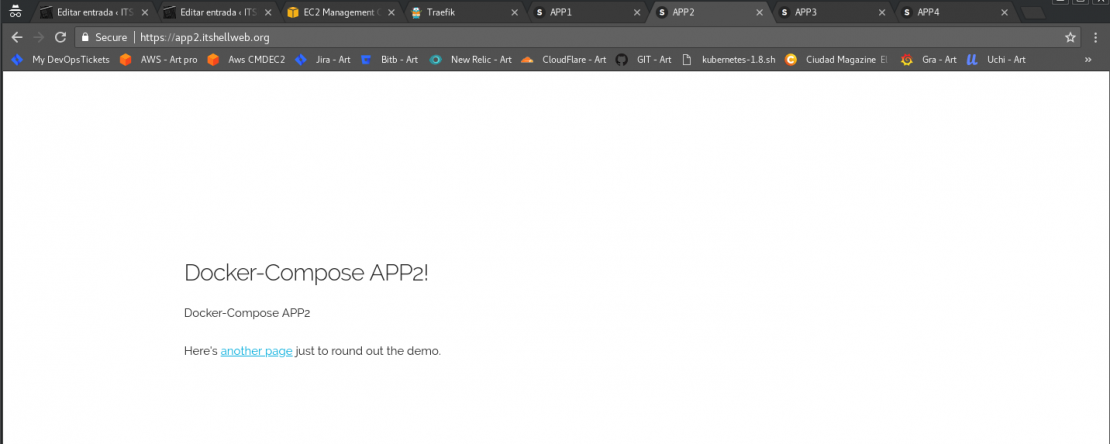 Editar entrada ‹ ITS Editar entrada ‹ ITS EC2 Management C Traefik APP1 APP2 APP3 APP4
Secure https://app2.itshellweb.org
My DevOpsTickets AWS - Art pro Aws CMDEC2 Jira - Art Bitb - Art New Relic - Art CloudFlare - Art GIT - Art kubernetes-1.8.sh Ciudad Magazine El Gra - Art Uchi - Art »
Docker-Compose APP2!
Docker-Compose APP2
Here's another page just to round out the demo.